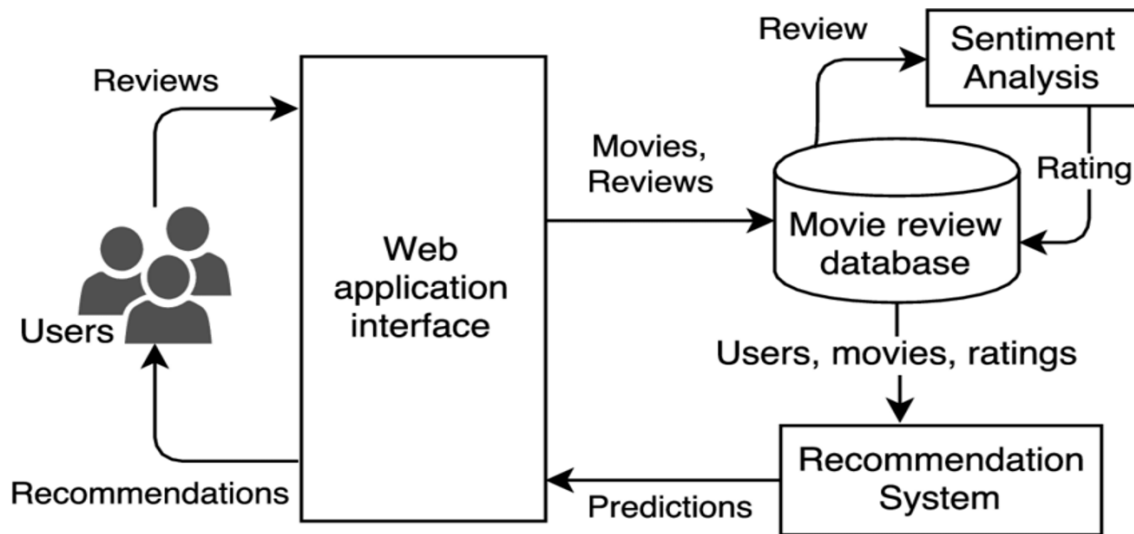 Reviews
Users
Recommendations
Web
application
interface
Movies,
Reviews
Review
Sentiment
Analysis
Rating
Movie review
database
Users, movies, ratings
Recommendation
System
Predictions